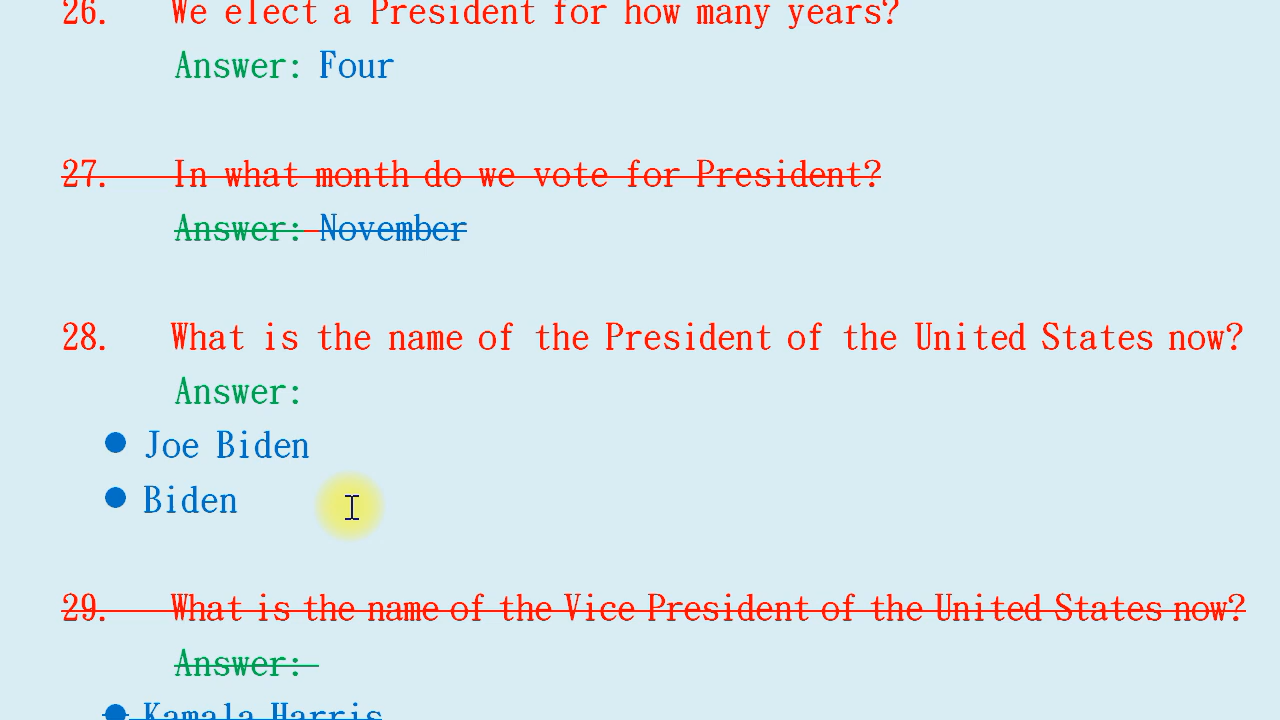 26. We elect a President for how many years?
Answer: Four
27. In what month do we vote for President?
Answer: November
28. What is the name of the President of the United States now?
Answer:
● Joe Biden
● Biden
29. What is the name of the Vice President of the United States now?
Answer:
● Kamala Harris